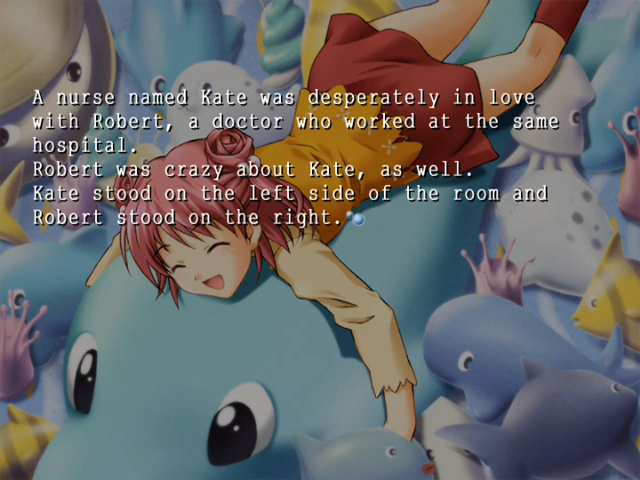 A nurse named Kate was desperately in love
with Robert, a doctor who worked at the same
hospital.
Robert was crazy about Kate, as well.
Kate stood on the left side of the room and
Robert stood on the right.